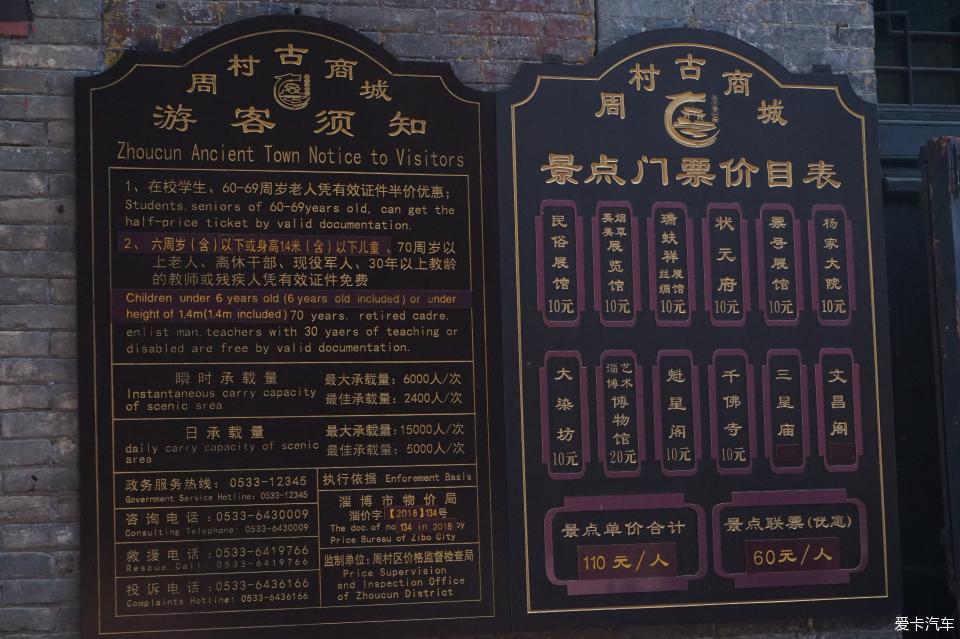 周村古商城
游客须知
Zhoucun Ancient Town Notice to Visitors
1、在校学生、60-69周岁老人凭有效证件半价优惠；
Students, seniors of 60-69years old, can get the
half-price ticket by valid documentation.
2、六周岁（含）以下或身高1.4米（含）以下儿童、70周岁以
上老人、离休干部、现役军人、30年以上教龄
的教师或残疾人凭有效证件免费
Children under 6 years old (6 years old included) or under
height of 1.4m(1.4m included) 70 years. retired cadre.
enlist man. teachers with 30 yaers of teaching or
disabled are free by valid documentation.
瞬时承载量
Instantaneous carry capacity
of scenic srea
最大承载量：6000人/次
最佳承载量：2400人/次
日承载量
daily carry capacity of scenic
area
最大承载量：15000人/次
最佳承载量：5000人/次
政务服务热线：0533-12345
Government Service Hotline: 0533-12345
咨询电话：0533-6430009
Consulting Telephone: 0533-6430009
救援电话：0533-6419766
Rescue Call: 0533-6419766
投诉电话：0533-6436166
Complaints Hotline: 0533-6436166
执行依据 Enforement Basis
淄博市物价局
淄价字【2018】134号
The doc. of no 134 in 2018 by
Price Bureau of Zibo City
监制单位：周村区价格监督检查局
Price Supervision
and Inspection Office
of Zhoucun District
周村古商城
景点门票价目表
民俗展馆 10元
英美烟草展览馆 10元
瑞蚨祥丝绸展馆 10元
状元府 10元
票号展馆 10元
杨家大院 10元
大染坊 10元
淄博艺术博物馆 20元
魁星阁 10元
千佛寺 10元
三星庙
文昌阁
景点单价合计
110元/人
景点联票(优惠)
60元/人
爱卡汽车